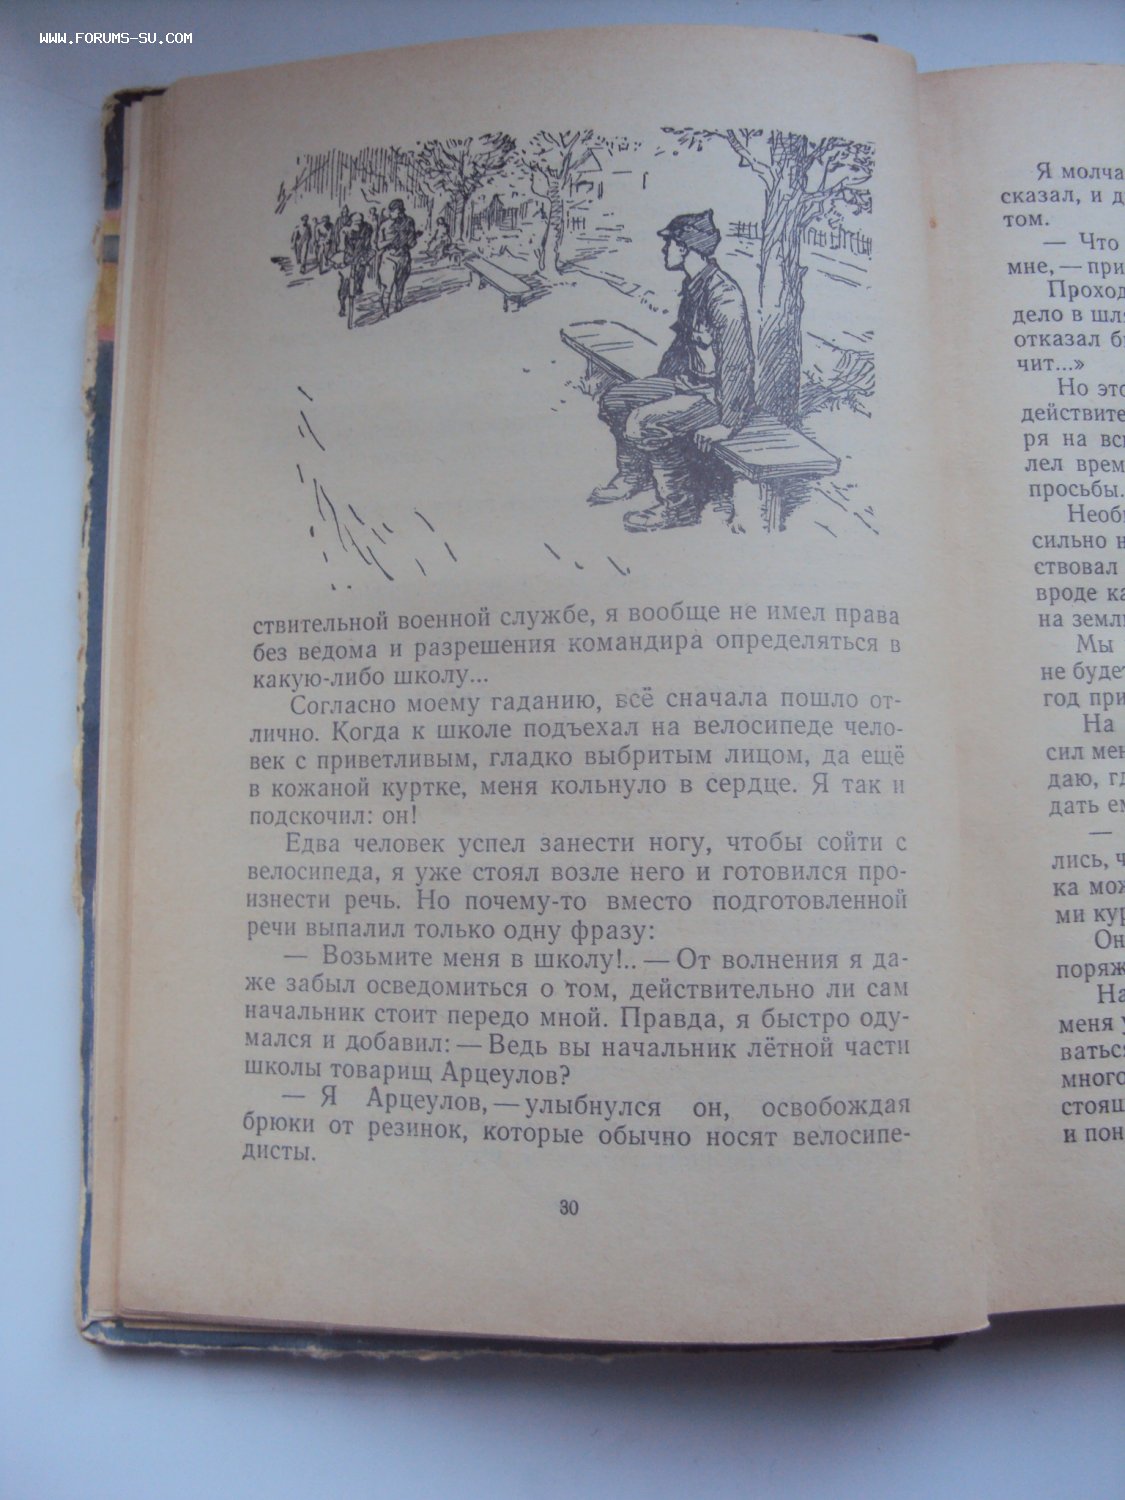 WWW.FORUMS-SU.COM
ствительной военной службе, я вообще не имел права
без ведома и разрешения командира определяться в
какую-либо школу...
Согласно моему гаданию, всё сначала пошло от-
лично. Когда к школе подъехал на велосипеде чело-
век с приветливым, гладко выбритым лицом, да ещё
в кожаной куртке, меня кольнуло в сердце. Я так и
подскочил: он!
Едва человек успел занести ногу, чтобы сойти с
велосипеда, я уже стоял возле него и готовился про-
изнести речь. Но почему-то вместо подготовленной
речи выпалил только одну фразу:
— Возьмите меня в школу!.. — От волнения я да-
же забыл осведомиться о том, действительно ли сам
начальник стоит передо мной. Правда, я быстро оду-
мался и добавил: — Ведь вы начальник лётной части
школы товарищ Арцеулов?
— Я Арцеулов, — улыбнулся он, освобождая
брюки от резинок, которые обычно носят велосипе-
дисты.
30
Я молча
сказал, и
том.
— Что
мне, — при
Проход
дело в шл
отказал
чит...»
Но это
действите
ря на вс
лел врем
просьбы.
Необ
сильно н
ствовал
вроде ка
на земл
Мы
не буде
год при
На
сил мен
даю, г
дать е
—
лись, ч
ка мож
ми кур
Он
поряж
На
меня у
ватьс
много
стоящ
и пон